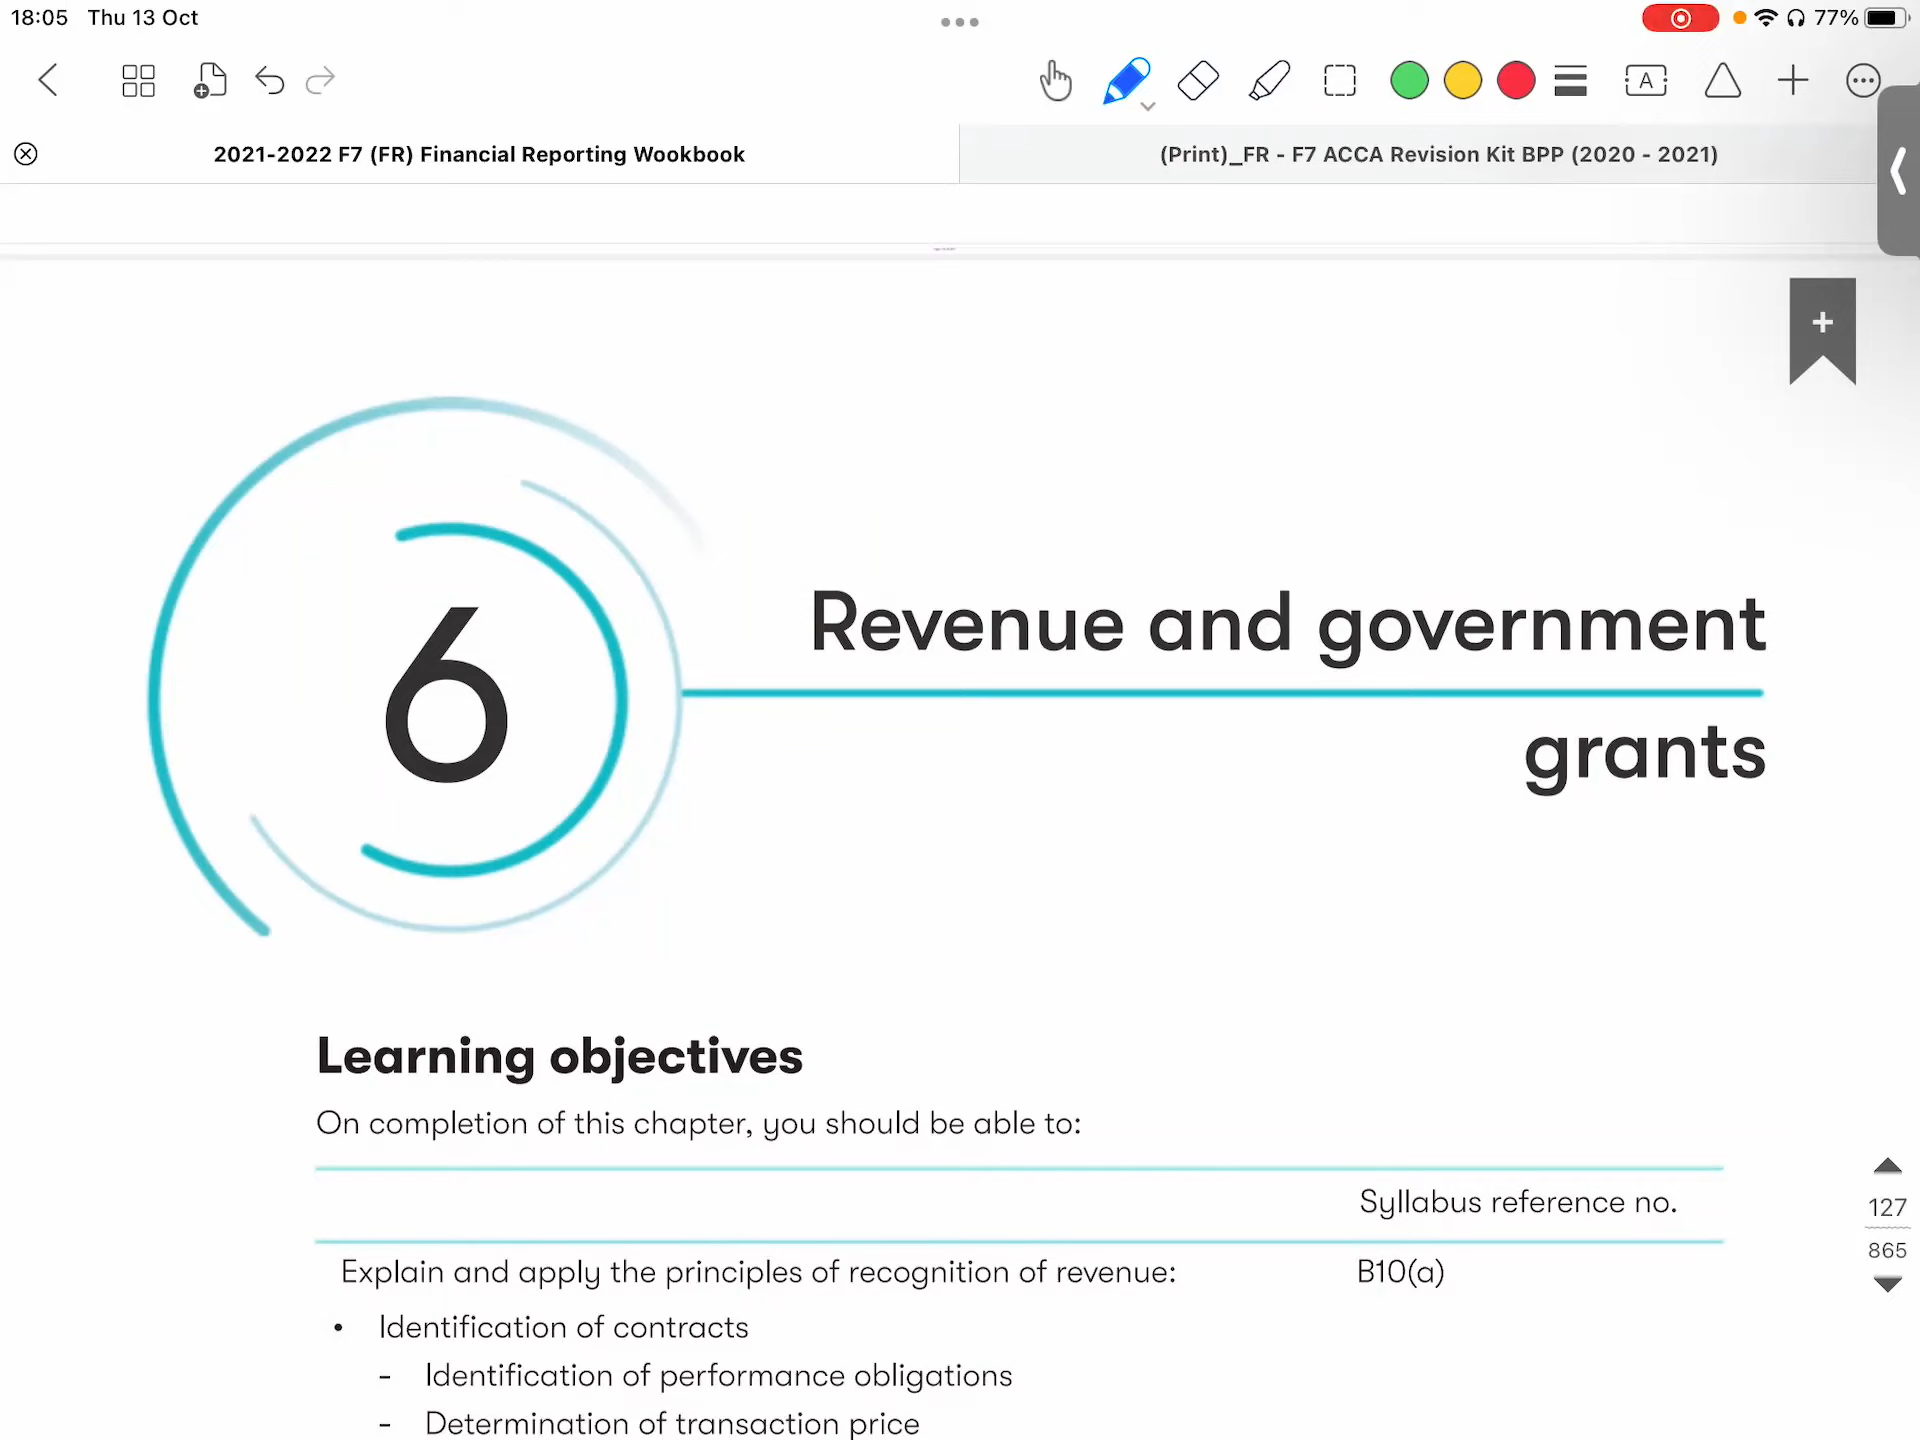 18:05 Thu 13 Oct
77%
A
2021-2022 F7 (FR) Financial Reporting Wookbook
(Print)_FR - F7 ACCA Revision Kit BPP (2020 - 2021)
6
Revenue and government
grants
Learning objectives
On completion of this chapter, you should be able to:
Syllabus reference no.
Explain and apply the principles of recognition of revenue: B10(a)
• Identification of contracts
- Identification of performance obligations
- Determination of transaction price
127
865